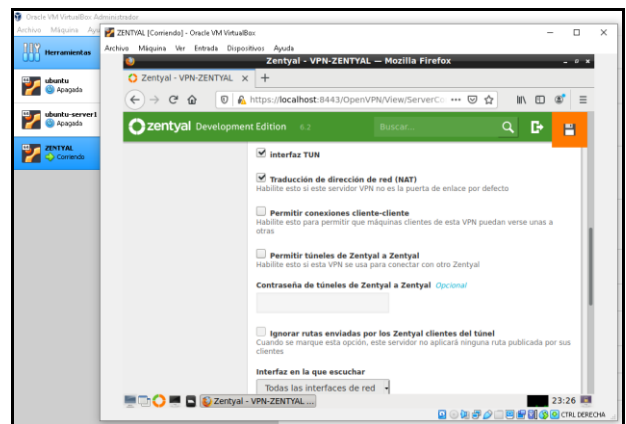 Oracle VM VirtualBox Administrador
Archivo Máquina Ayu
Herramientas
ubuntu
Apagada
ubuntu-server1
Apagada
ZENTYAL
Corriendo
ZENTYAL [Corriendo] - Oracle VM VirtualBox
Archivo Máquina Ver Entrada Dispositivos Ayuda
Zentyal - VPN-ZENTYAL — Mozilla Firefox
Zentyal - VPN-ZENTYAL
https://localhost:8443/OpenVPN/View/ServerCo
zentyal Development Edition 6.2
Buscar...
interfaz TUN
Traducción de dirección de red (NAT)
Habilite esto si este servidor VPN no es la puerta de enlace por defecto
Permitir conexiones cliente-cliente
Habilite esto para permitir que máquinas clientes de esta VPN puedan verse unas a
otras
Permitir túneles de Zentyal a Zentyal
Habilite esto si esta VPN se usa para conectar con otro Zentyal
Contraseña de túneles de Zentyal a Zentyal Opcional
Ignorar rutas enviadas por los Zentyal clientes del túnel
Cuando se marque esta opción, este servidor no aplicará ninguna ruta publicada por sus
clientes
Interfaz en la que escuchar
Todas las interfaces de red
Zentyal - VPN-ZENTYAL ...
23:26
CTRL DERECHA